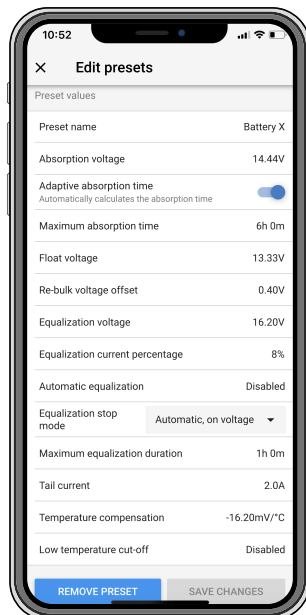 10:52
Edit presets
Preset values
Preset name Battery X
Absorption voltage 14.44V
Adaptive absorption time
Automatically calculates the absorption time
Maximum absorption time 6h 0m
Float voltage 13.33V
Re-bulk voltage offset 0.40V
Equalization voltage 16.20V
Equalization current percentage 8%
Automatic equalization Disabled
Equalization stop
mode Automatic, on voltage
Maximum equalization duration 1h 0m
Tail current 2.0A
Temperature compensation -16.20mV/°C
Low temperature cut-off Disabled
REMOVE PRESET SAVE CHANGES